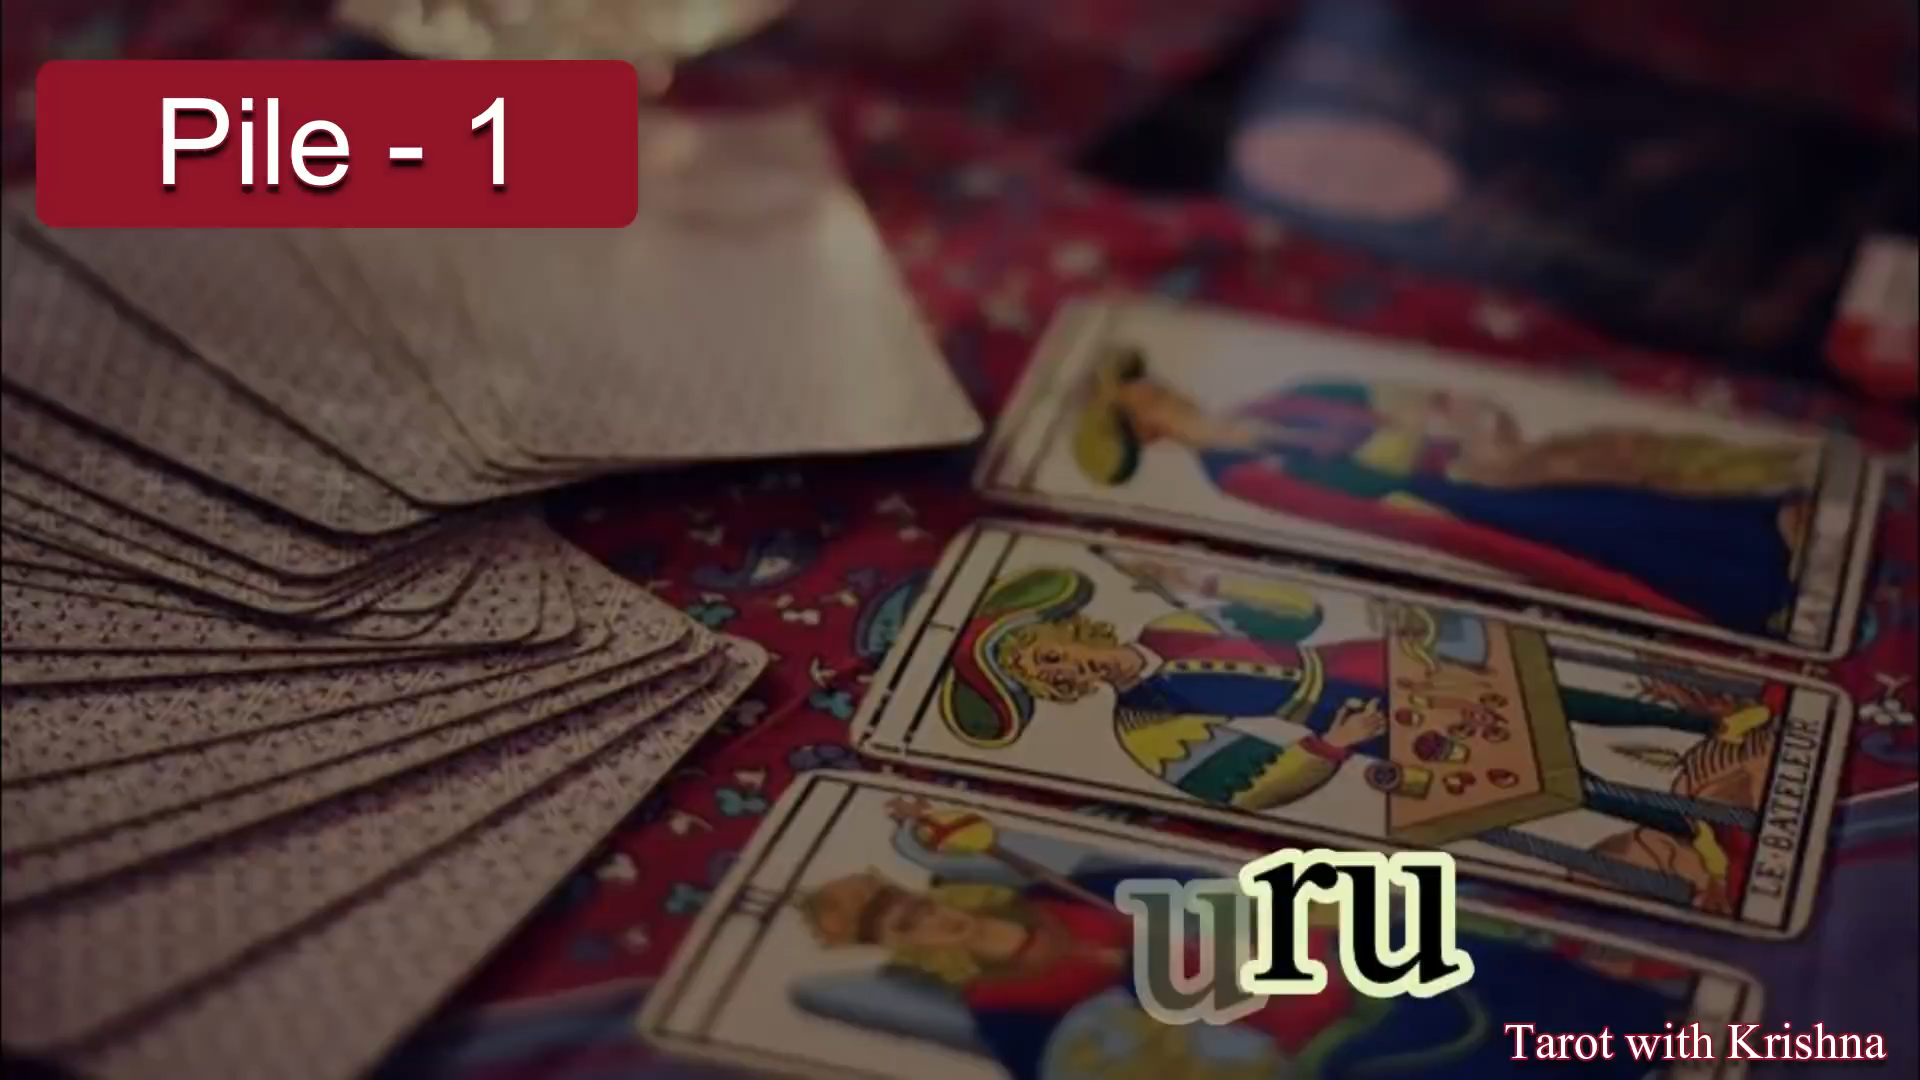 Pile - 1
I
LE·BATELEUR
uru
Tarot with Krishna